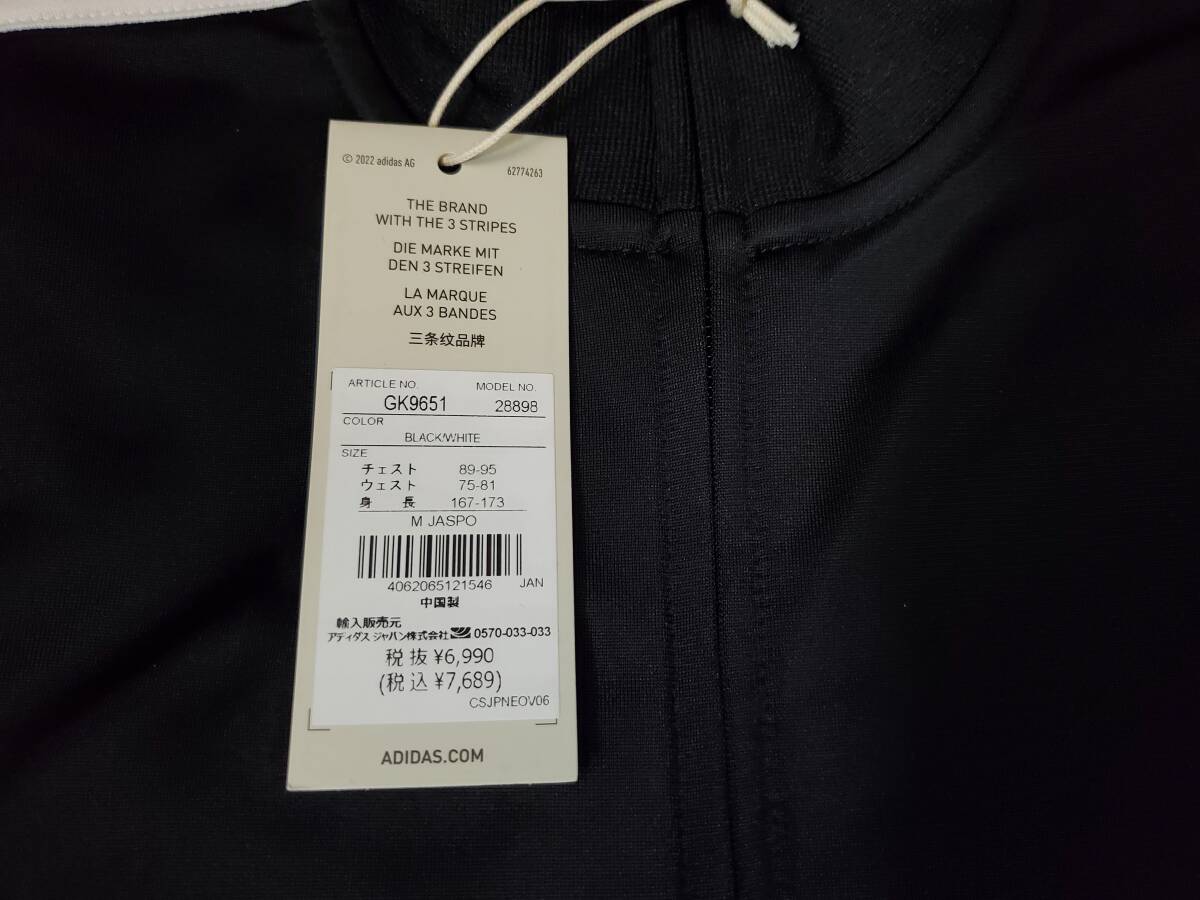 © 2022 adidas AG
62774263
THE BRAND
WITH THE 3 STRIPES
DIE MARKE MIT
DEN 3 STREIFEN
LA MARQUE
AUX 3 BANDES
三条纹品牌
ARTICLE NO. MODEL NO.
GK9651 28898
COLOR
BLACK/WHITE
SIZE
チェスト 89-95
ウェスト 75-81
身 長 167-173
M JASPO
4062065121546 JAN
中国製
輸入販売元
アディダス ジャパン株式会社 0570-033-033
税 抜 ¥6,990
(税 込 ¥7,689)
CSJPNEOV06
ADIDAS.COM